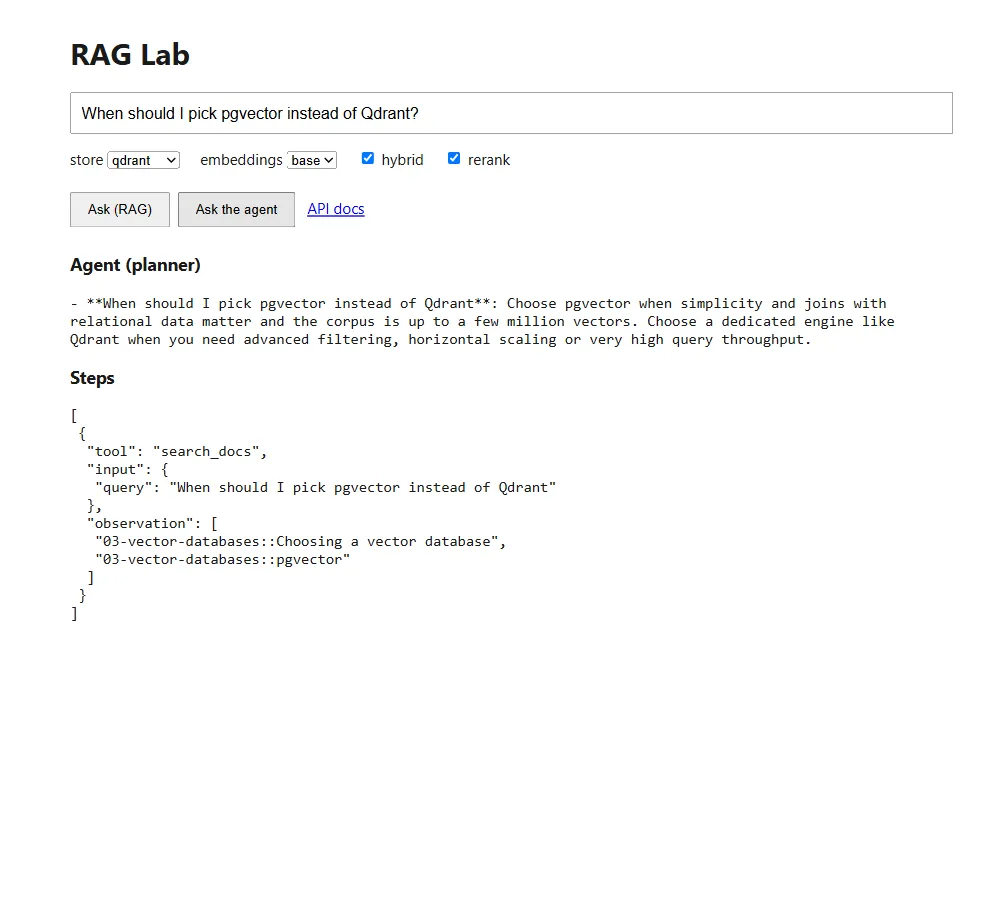 RAG Lab
When should I pick pgvector instead of Qdrant?
store qdrant embeddings base hybrid rerank
Ask (RAG) Ask the agent API docs
Agent (planner)
- **When should I pick pgvector instead of Qdrant**: Choose pgvector when simplicity and joins with
relational data matter and the corpus is up to a few million vectors. Choose a dedicated engine like
Qdrant when you need advanced filtering, horizontal scaling or very high query throughput.
Steps
[
 {
  "tool": "search_docs",
  "input": {
   "query": "When should I pick pgvector instead of Qdrant"
  },
  "observation": [
   "03-vector-databases::Choosing a vector database",
   "03-vector-databases::pgvector"
  ]
 }
]